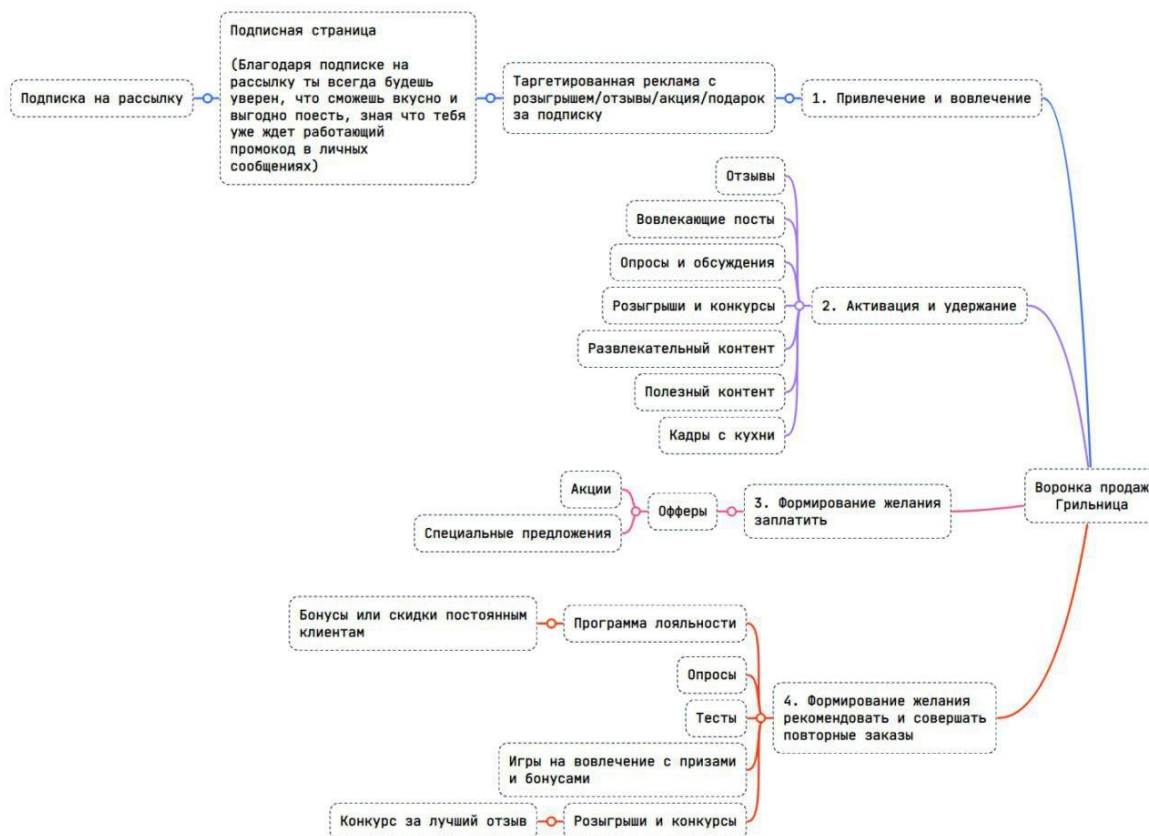 Подписная страница
(Благодаря подписке на
рассылку ты всегда будешь
уверен, что сможешь вкусно и
выгодно поесть, зная что тебя
уже ждет работающий
промокод в личных
сообщениях)
Подписка на рассылку
Таргетированная реклама с
розыгрышем/отзывы/акция/подарок
за подписку
1. Привлечение и вовлечение
Отзывы
Вовлекающие посты
Опросы и обсуждения
Розыгрыши и конкурсы
2. Активация и удержание
Развлекательный контент
Полезный контент
Кадры с кухни
Воронка продаж
Грильница
Акции
Офферы
3. Формирование желания
заплатить
Специальные предложения
Бонусы или скидки постоянным
клиентам
Программа лояльности
Опросы
Тесты
4. Формирование желания
рекомендовать и совершать
повторные заказы
Игры на вовлечение с призами
и бонусами
Конкурс за лучший отзыв
Розыгрыши и конкурсы